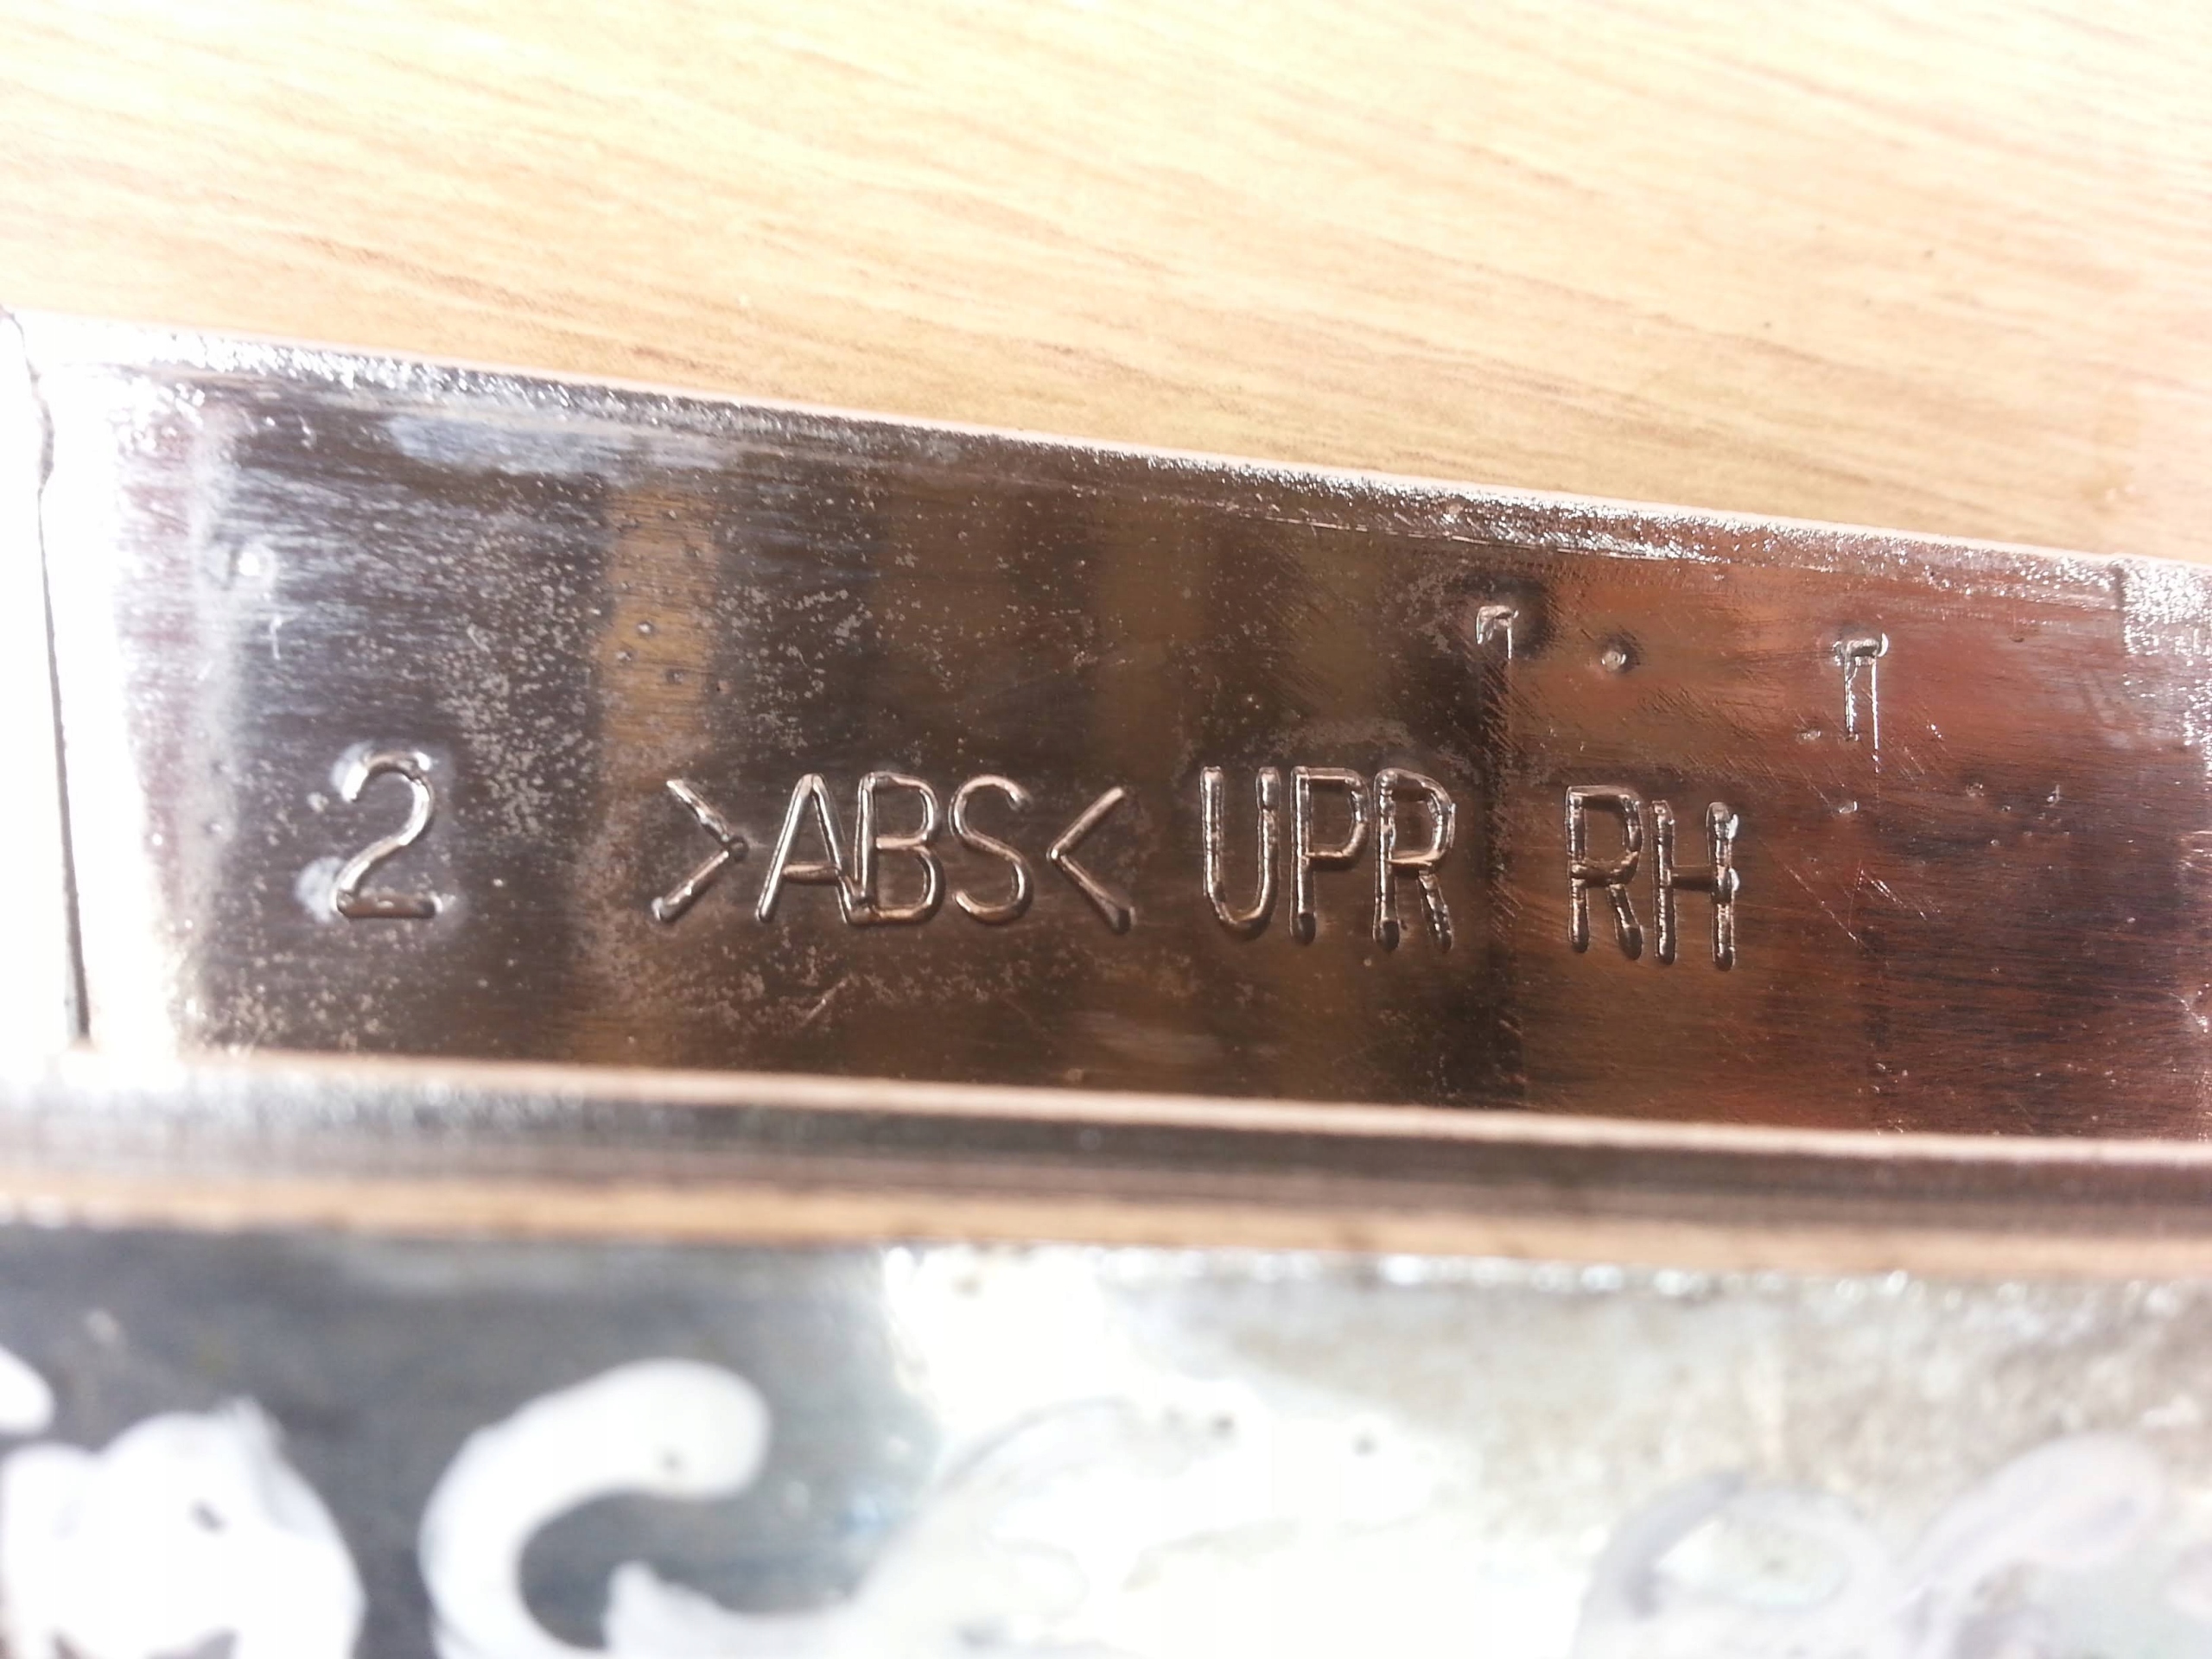 2 >ABS< UPR RH